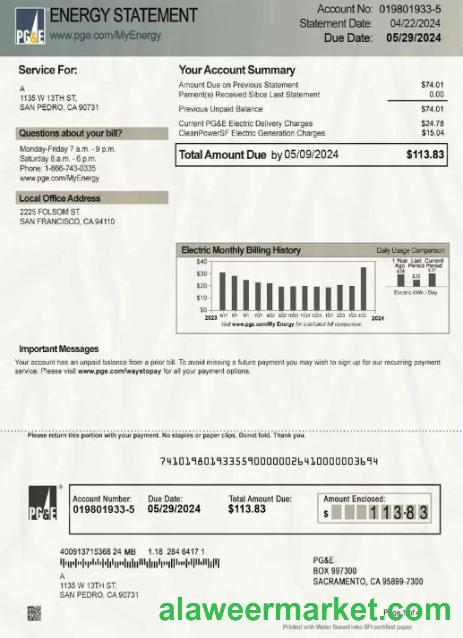 ENERGY STATEMENT
www.pge.com/MyEnergy
PG&E
Account No: 019801933-5
Statement Date: 04/22/2024
Due Date: 05/29/2024
Service For:
A
1135 W 13TH ST,
SAN PEDRO, CA 90731
Questions about your bill?
Monday-Friday 7 a.m. - 9 p.m.
Saturday 8 a.m. - 6 p.m.
Phone: 1-866-743-0335
www.pge.com/MyEnergy
Local Office Address
2225 FOLSOM ST
SAN FRANCISCO, CA 94110
Your Account Summary
Amount Due on Previous Statement $74.01
Pament(s) Received Sibce Last Statement 0.00
Previous Unpaid Balance $74.01
Current PG&E Electric Delivery Charges $24.78
CleanPowerSF Electric Generation Charges $15.04
Total Amount Due by 05/09/2024 $113.83
Electric Monthly Billing History
Daily Usage Comparison
$40
$30
$20
$10
$0
2023
2024
Visit www.pge.com/My Energy for a detailed bill comparison
1 Year Ago
Last Period
Current Period
Electric kWh / Day
Important Messages
Your account has an unpaid balance from a prior bill. To avoid missing a future payment you may wish to sign up for our recurring payment
service. Please visit www.pge.com/waystopay for all your payment options.
Please return this portion with your payment. No staples or paper clips. Donot fold. Thank you.
PG&E
®
Account Number:
019801933-5
Due Date:
05/29/2024
Total Amount Due:
$113.83
Amount Enclosed:
$ 113.83
400913715368 24 MB 1.18 284 6417 1
A
1135 W 13TH ST,
SAN PEDRO, CA 90731
PG&E
BOX 997300
SACRAMENTO, CA 95899-7300
alaweermarket.com
Printed with Water Based Inks SFI certified paper